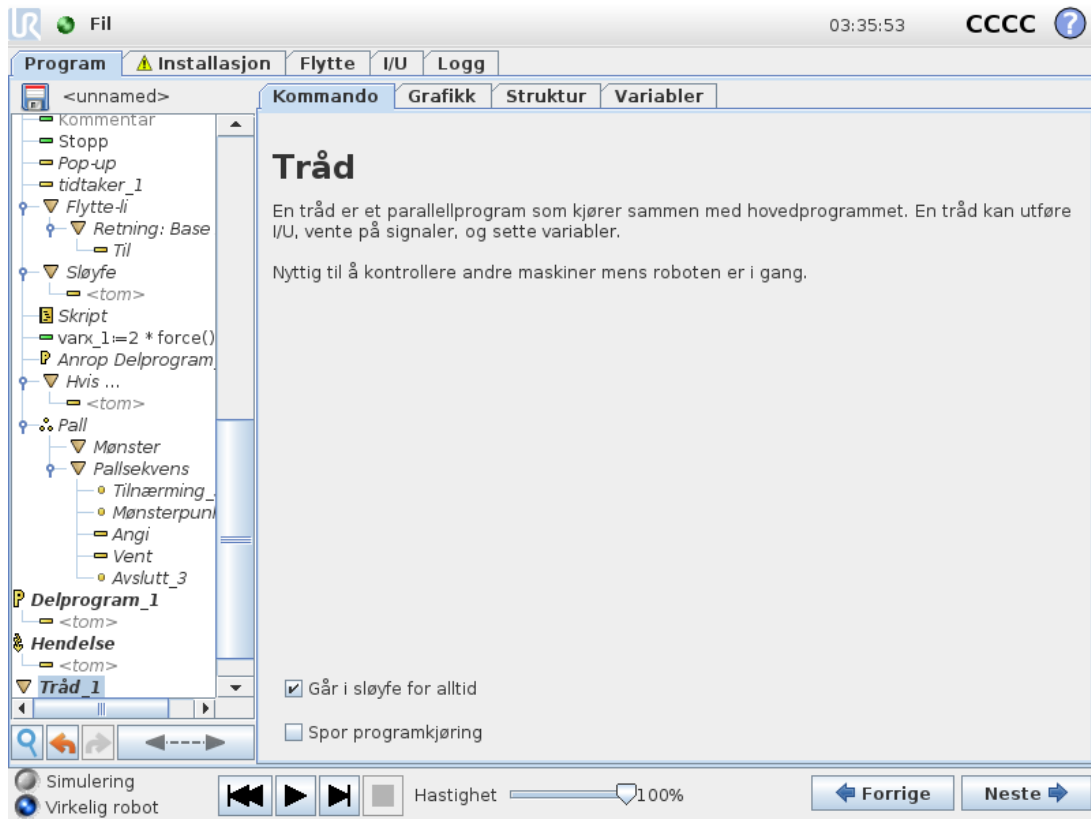 UR Fil 03:35:53 CCCC ?
Program Installasjon Flytte I/U Logg
<unnamed>
Kommando Grafikk Struktur Variabler
Kommentar
Stopp
Pop-up
tidtaker_1
Flytte-li
Retning: Base
Til
Sløyfe
<tom>
Skript
varx_1:=2 * force()
Anrop Delprogram_
Hvis ...
<tom>
Pall
Mønster
Pallsekvens
Tilnærming_
Mønsterpun
Angi
Vent
Avslutt_3
P Delprogram_1
<tom>
Hendelse
<tom>
Tråd_1
Tråd
En tråd er et parallellprogram som kjører sammen med hovedprogrammet. En tråd kan utføre
I/U, vente på signaler, og sette variabler.
Nyttig til å kontrollere andre maskiner mens roboten er i gang.
Går i sløyfe for alltid
Spor programkjøring
Simulering
Virkelig robot
Hastighet 100%
Forrige Neste